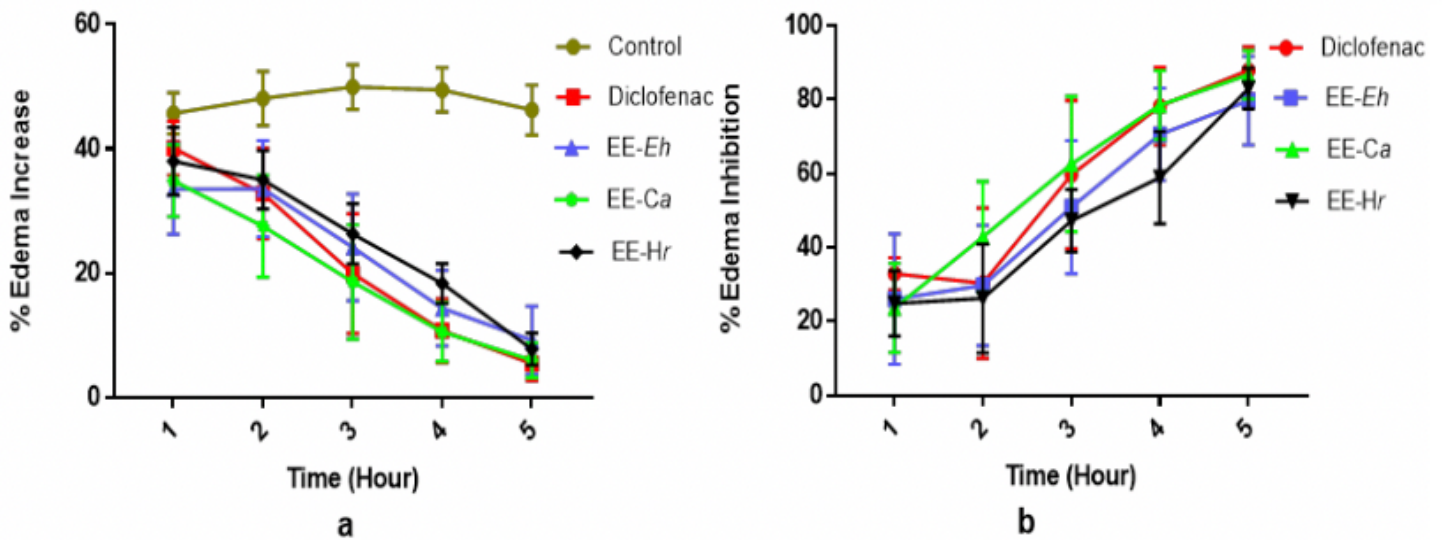 % Edema Increase
60
40
20
0
1
2
3
4
5
Time (Hour)
Control
Diclofenac
EE-Eh
EE-Ca
EE-Hr
a
% Edema Inhibition
100
80
60
40
20
0
1
2
3
4
5
Time (Hour)
Diclofenac
EE-Eh
EE-Ca
EE-Hr
b